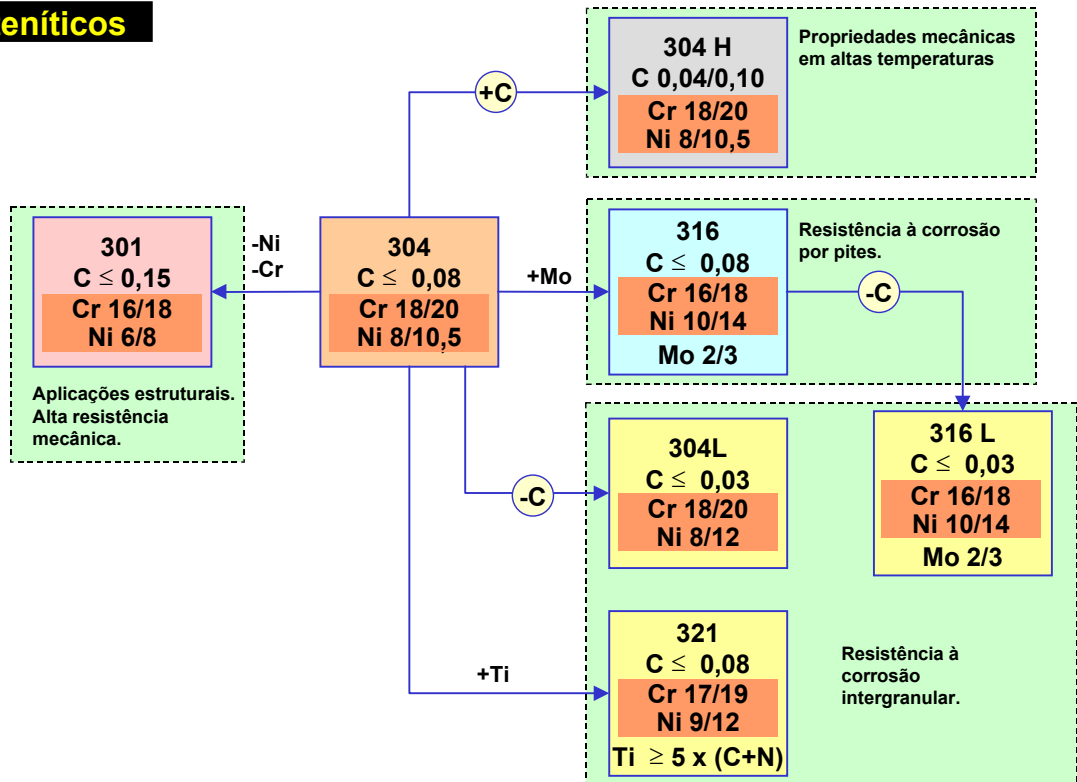 teníticos
304 H
C 0,04/0,10
Cr 18/20
Ni 8/10,5
Propriedades mecânicas
em altas temperaturas
+C
301
C ≤ 0,15
Cr 16/18
Ni 6/8
Aplicações estruturais.
Alta resistência
mecânica.
-Ni
-Cr
304
C ≤ 0,08
Cr 18/20
Ni 8/10,5
+Mo
316
C ≤ 0,08
Cr 16/18
Ni 10/14
Mo 2/3
Resistência à corrosão
por pites.
-C
304L
C ≤ 0,03
Cr 18/20
Ni 8/12
-C
316 L
C ≤ 0,03
Cr 16/18
Ni 10/14
Mo 2/3
+Ti
321
C ≤ 0,08
Cr 17/19
Ni 9/12
Ti ≥ 5 x (C+N)
Resistência à
corrosão
intergranular.